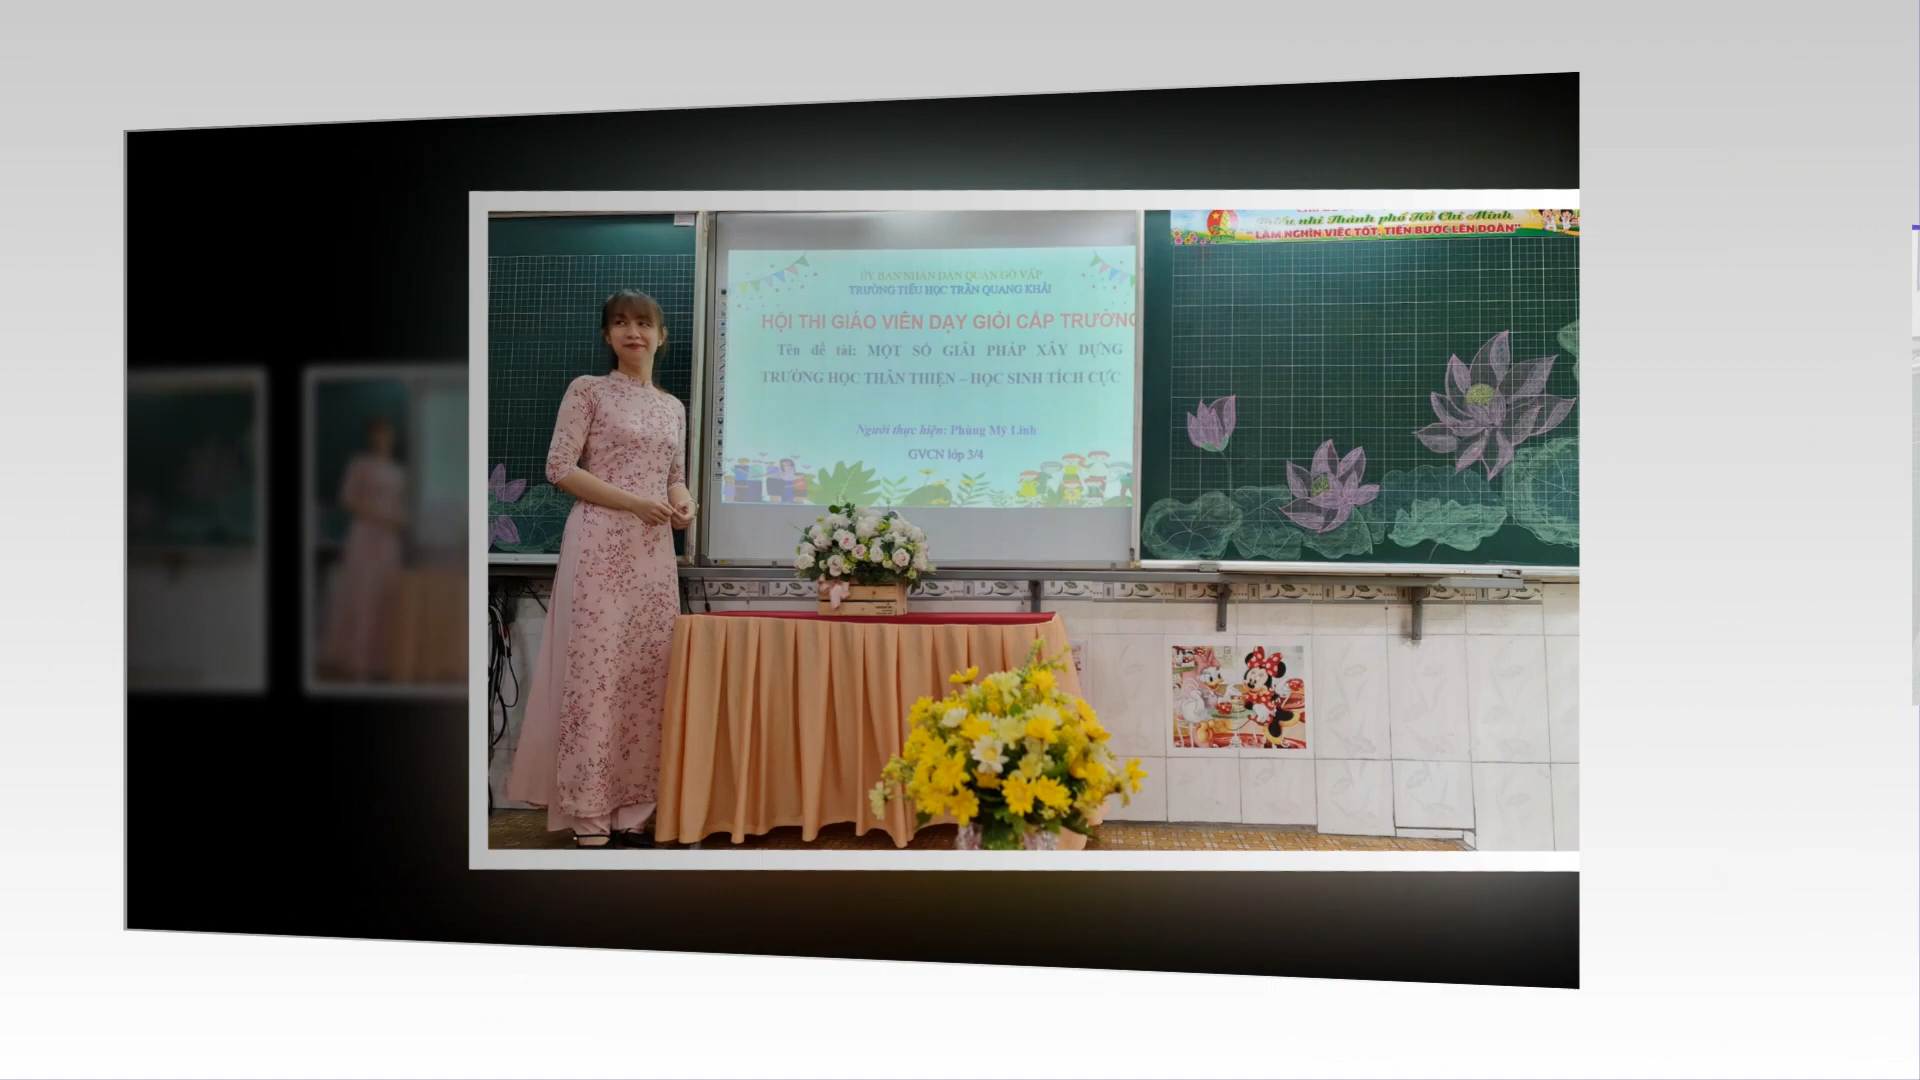 ỦY BAN NHÂN DÂN QUẬN GÒ VẤP
TRƯỜNG TIỂU HỌC TRẦN QUANG KHẢI
HỘI THI GIÁO VIÊN DẠY GIỎI CẤP TRƯỜNG
Tên đề tài: MỘT SỐ GIẢI PHÁP XÂY DỰNG
TRƯỜNG HỌC THÂN THIỆN – HỌC SINH TÍCH CỰC
Người thực hiện: Phùng Mỹ Linh
GVCN lớp 3/4
nhi Thành phố Hồ Chí Minh
"LÀM NGHÌN VIỆC TỐT, TIẾN BƯỚC LÊN ĐOÀN"